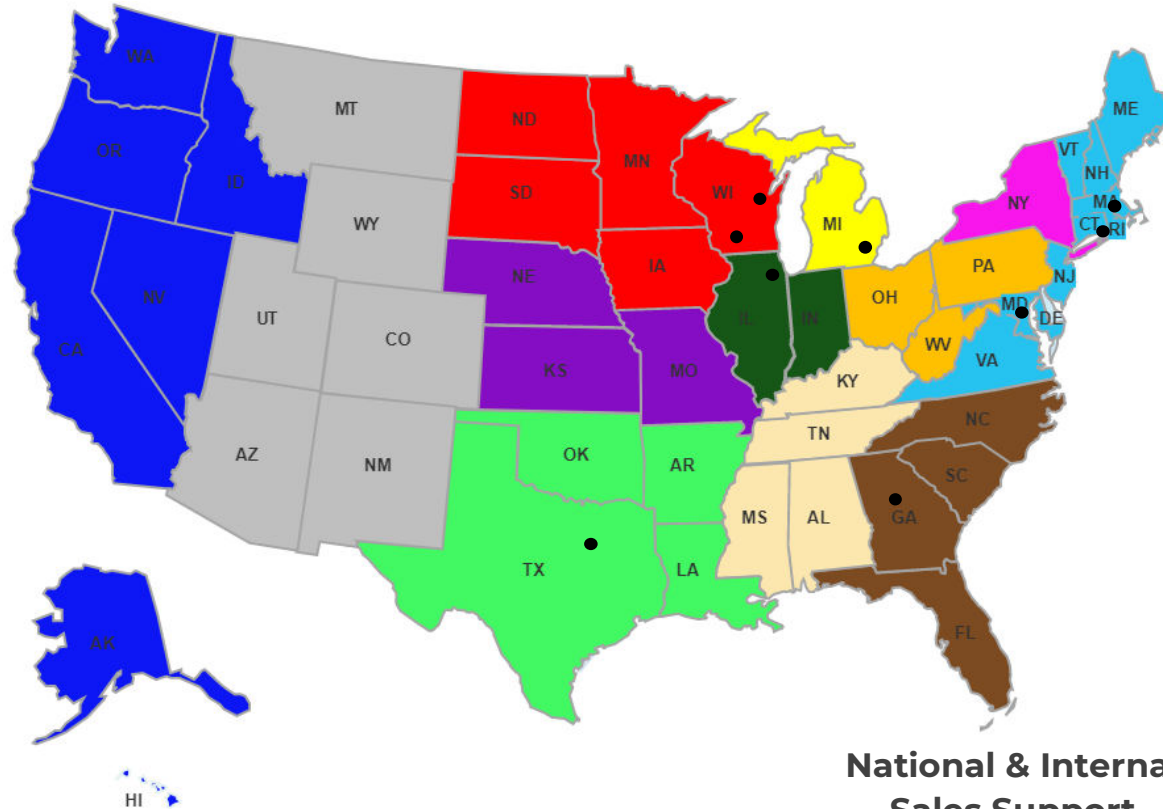 WA
OR
ID
MT
ND
MN
SD
WI
WY
NE
IA
NV
UT
CO
CA
KS
MO
IL
IN
MI
OH
PA
NY
VT
NH
ME
MA
CT
RI
NJ
MD
DE
WV
VA
KY
TN
NC
SC
AZ
NM
OK
AR
TX
LA
MS
AL
GA
FL
AK
HI
National & Interna
Sales Support